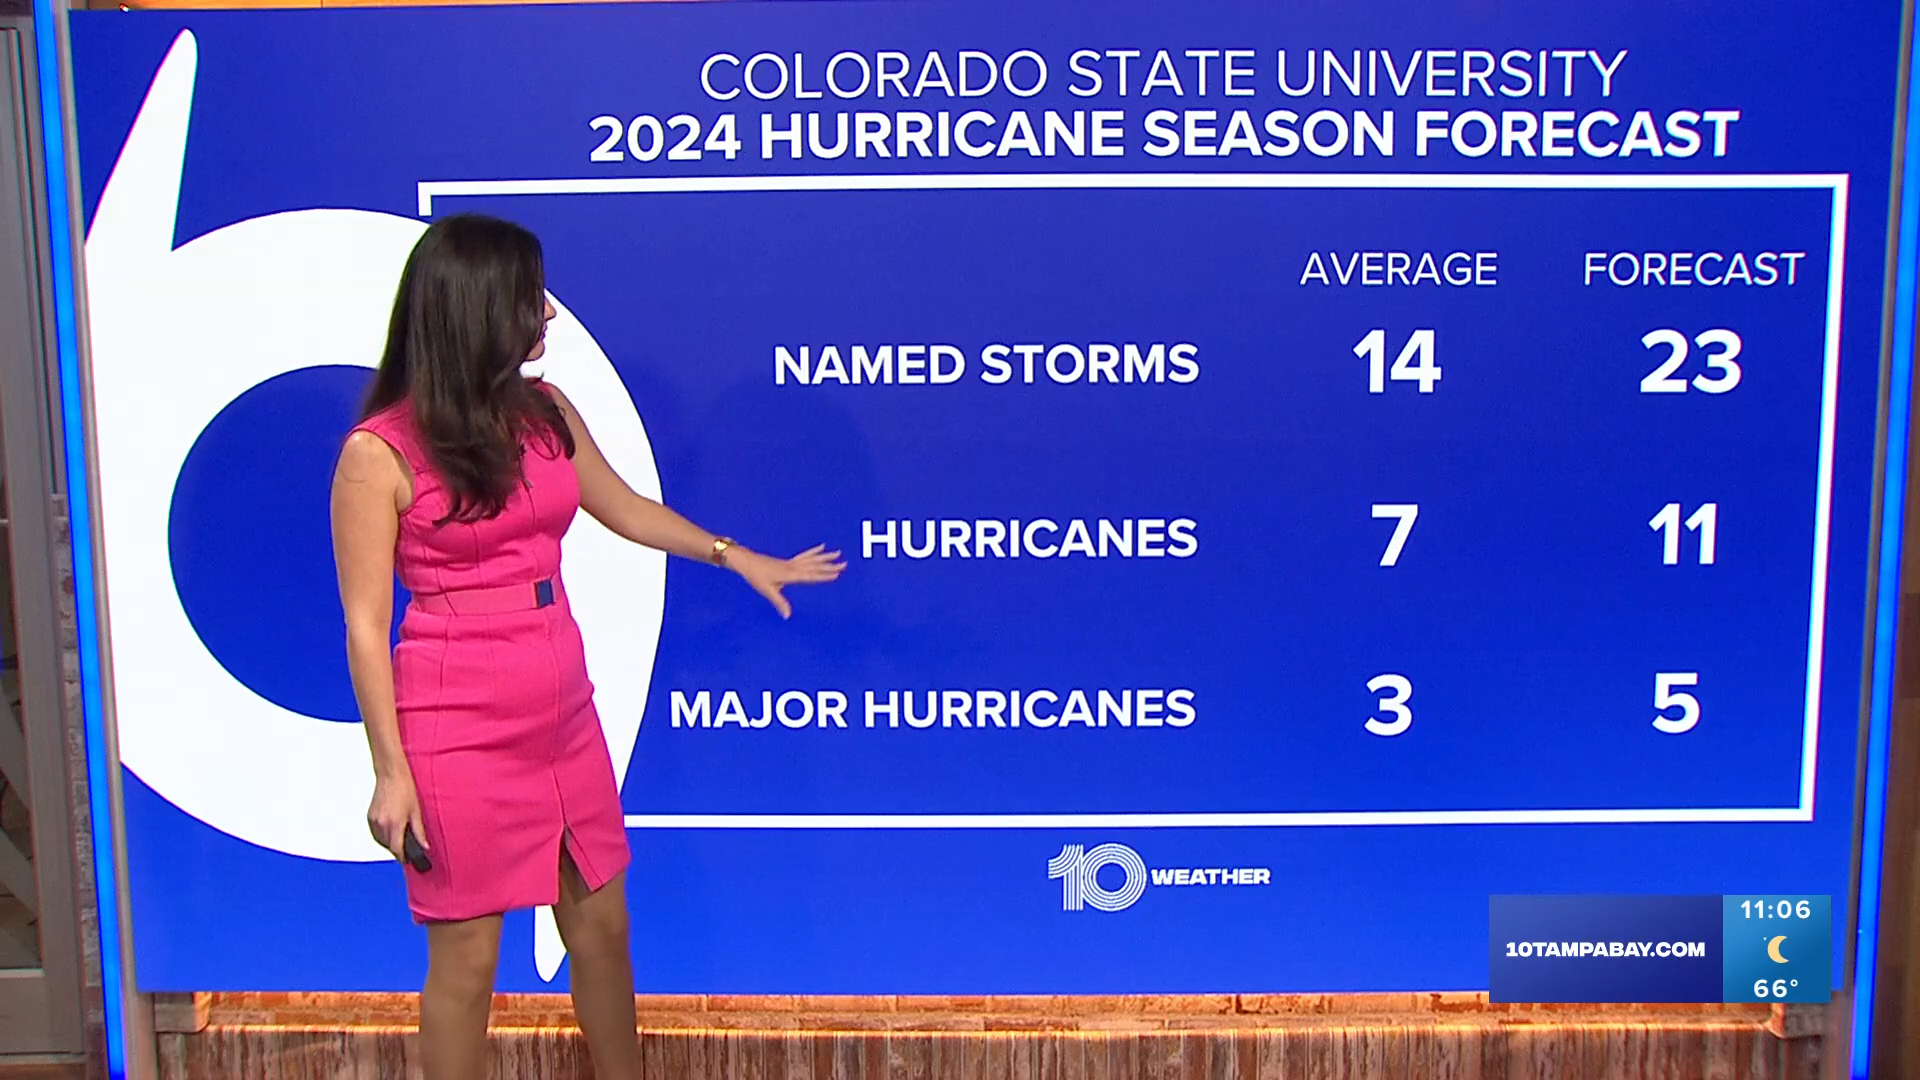 COLORADO STATE UNIVERSITY
2024 HURRICANE SEASON FORECAST
AVERAGE FORECAST
NAMED STORMS 14 23
HURRICANES 7 11
MAJOR HURRICANES 3 5
10 WEATHER
10TAMPABAY.COM
11:06
66°